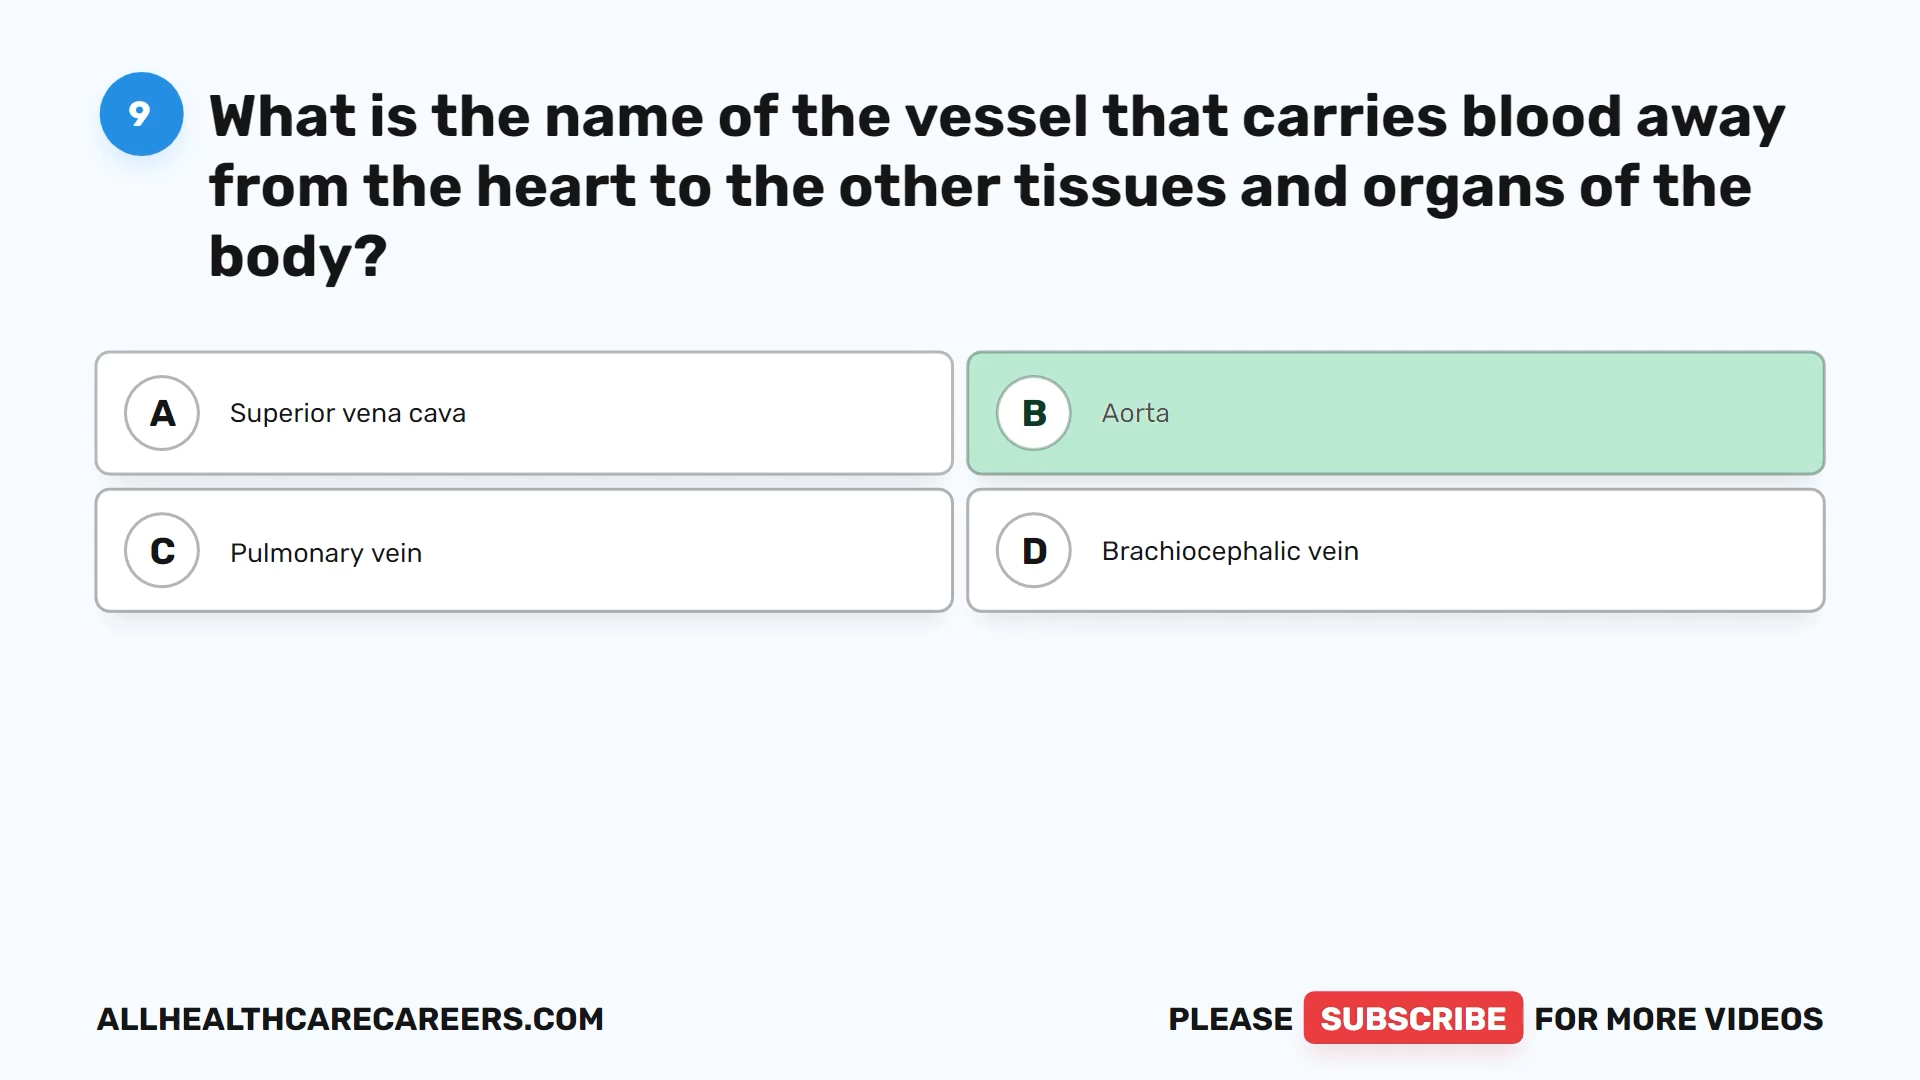 9
What is the name of the vessel that carries blood away
from the heart to the other tissues and organs of the
body?
A Superior vena cava
B Aorta
C Pulmonary vein
D Brachiocephalic vein
ALLHEALTHCARECAREERS.COM
PLEASE SUBSCRIBE FOR MORE VIDEOS